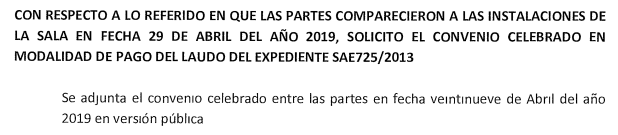 CON RESPECTO A LO REFERIDO EN QUE LAS PARTES COMPARECIERON A LAS INSTALACIONES DE
LA SALA EN FECHA 29 DE ABRIL DEL AÑO 2019, SOLICITO EL CONVENIO CELEBRADO EN
MODALIDAD DE PAGO DEL LAUDO DEL EXPEDIENTE SAE725/2013
Se adjunta el convenio celebrado entre las partes en fecha veintinueve de Abril del año
2019 en versión pública